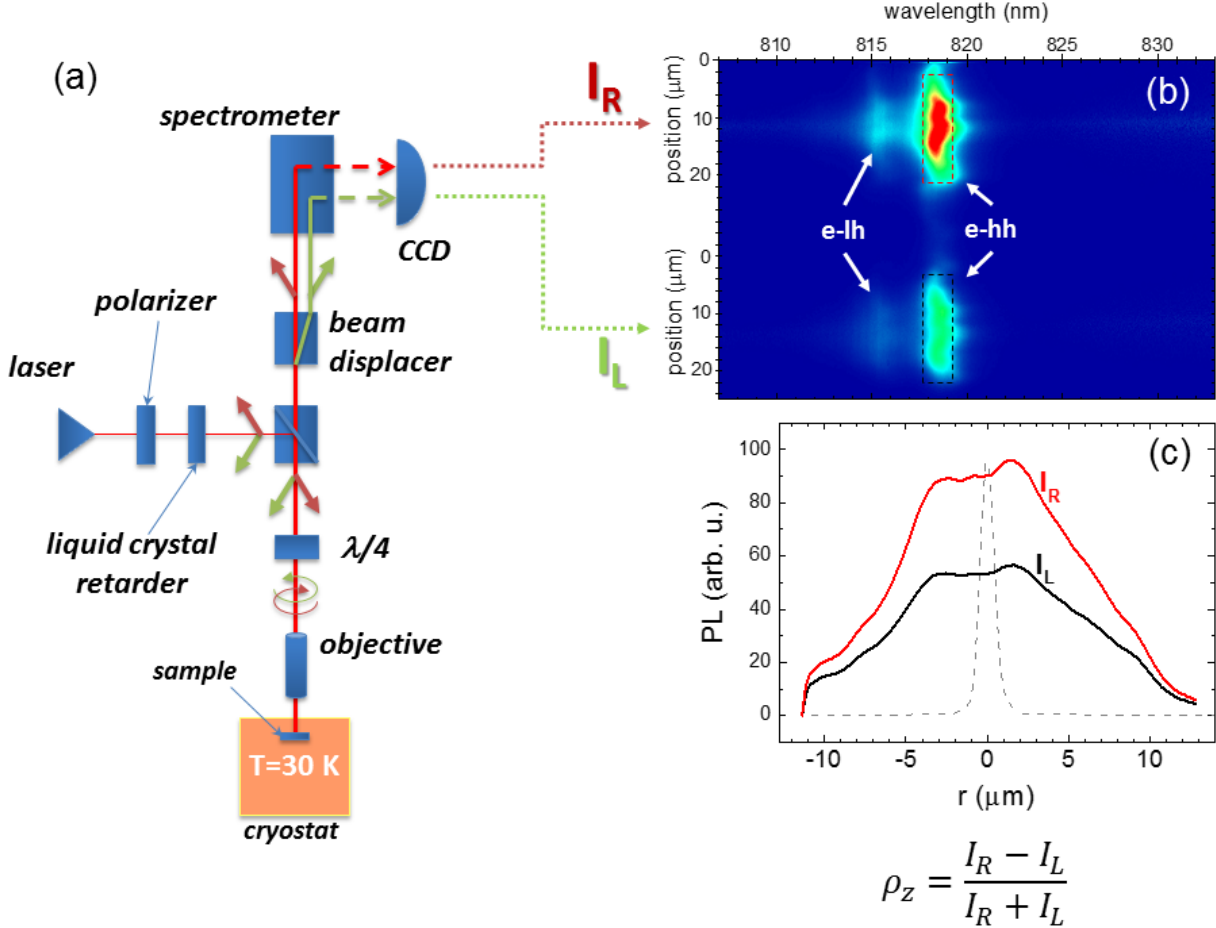 (a)
spectrometer
CCD
polarizer
beam
displacer
laser
liquid crystal
retarder
λ/4
objective
sample
T=30 K
cryostat
I_R
I_L
wavelength (nm)
810 815 820 825 830
(b)
position (μm)
0
10
20
e-lh
e-hh
position (μm)
0
10
20
(c)
PL (arb. u.)
100
80
60
40
20
0
I_R
I_L
-10 -5 0 5 10
r (μm)
ρ_z = (I_R − I_L) / (I_R + I_L)